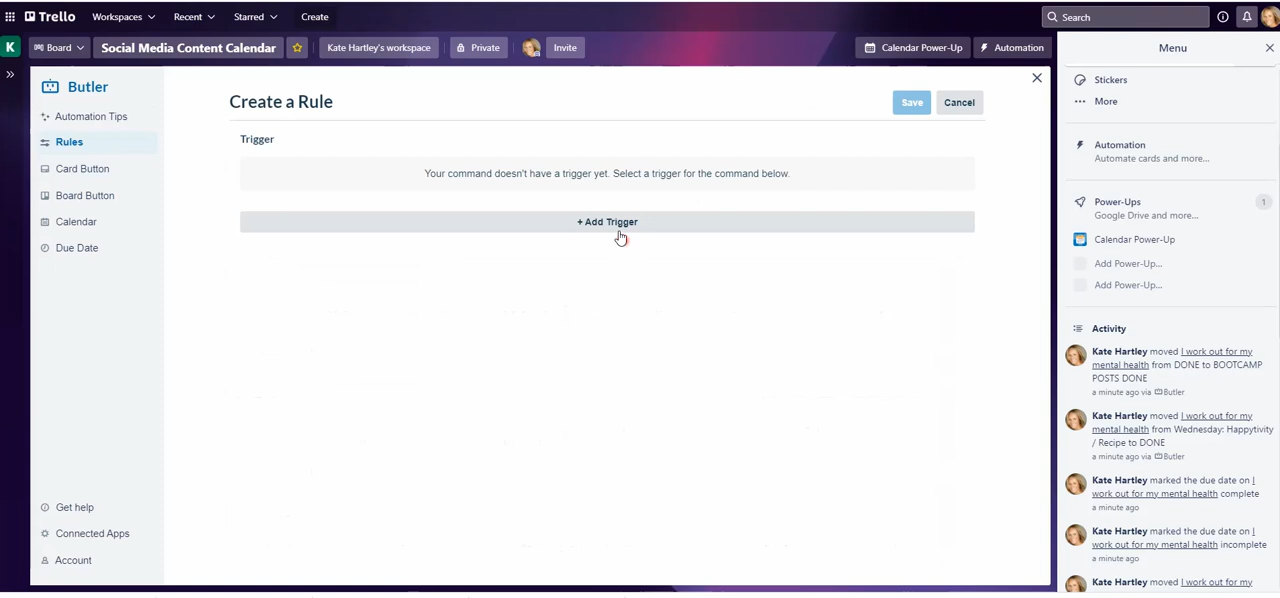 Trello
Workspaces
Recent
Starred
Create
Search
K
Board
Social Media Content Calendar
Kate Hartley's workspace
Private
Invite
Calendar Power-Up
Automation
Menu
Butler
Automation Tips
Rules
Card Button
Board Button
Calendar
Due Date
Get help
Connected Apps
Account
Create a Rule
Save
Cancel
Trigger
Your command doesn't have a trigger yet. Select a trigger for the command below.
+ Add Trigger
Stickers
More
Automation
Automate cards and more...
Power-Ups
1
Google Drive and more...
Calendar Power-Up
Add Power-Up...
Add Power-Up...
Activity
Kate Hartley moved I work out for my
mental health from DONE to BOOTCAMP
POSTS DONE
a minute ago via Butler
Kate Hartley moved I work out for my
mental health from Wednesday: Happytivity
/ Recipe to DONE
a minute ago via Butler
Kate Hartley marked the due date on I
work out for my mental health complete
a minute ago
Kate Hartley marked the due date on I
work out for my mental health incomplete
a minute ago
Kate Hartley moved I work out for my